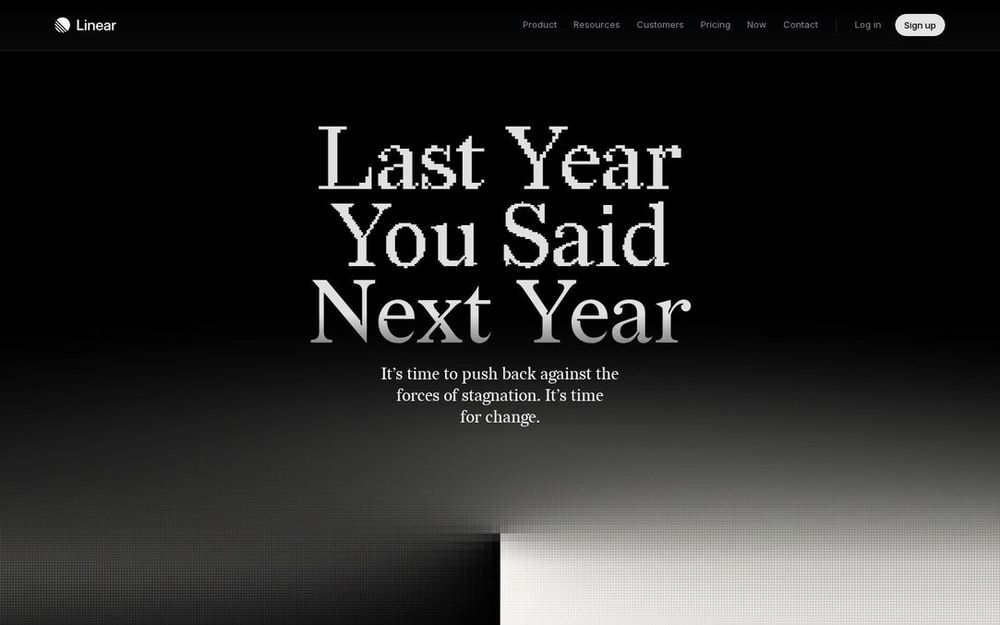 Linear
Product Resources Customers Pricing Now Contact Log in Sign up
Last Year
You Said
Next Year
It’s time to push back against the
forces of stagnation. It’s time
for change.